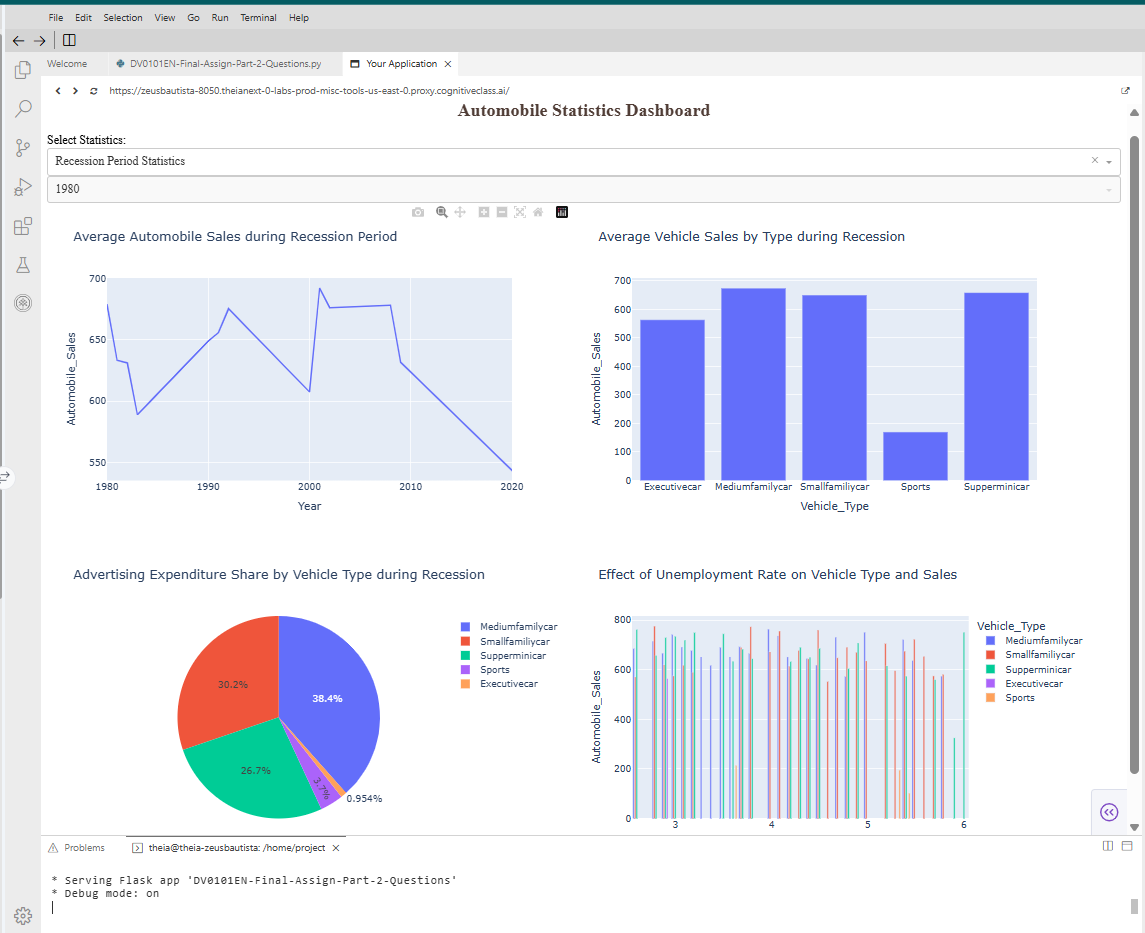 File Edit Selection View Go Run Terminal Help
Welcome DV0101EN-Final-Assign-Part-2-Questions.py Your Application
https://zeusbautista-8050.theianext-0-labs-prod-misc-tools-us-east-0.proxy.cognitiveclass.ai/
Automobile Statistics Dashboard
Select Statistics:
Recession Period Statistics
1980
Average Automobile Sales during Recession Period
700
650
600
550
Automobile_Sales
1980 1990 2000 2010 2020
Year
Average Vehicle Sales by Type during Recession
700
600
500
400
300
200
100
0
Automobile_Sales
Executivecar Mediumfamilycar Smallfamiliycar Sports Supperminicar
Vehicle_Type
Advertising Expenditure Share by Vehicle Type during Recession
38.4%
30.2%
26.7%
3.7%
0.954%
Mediumfamilycar
Smallfamiliycar
Supperminicar
Sports
Executivecar
Effect of Unemployment Rate on Vehicle Type and Sales
800
600
400
200
0
Automobile_Sales
3 4 5 6
Vehicle_Type
Mediumfamilycar
Smallfamiliycar
Supperminicar
Executivecar
Sports
Problems theia@theia-zeusbautista: /home/project
* Serving Flask app 'DV0101EN-Final-Assign-Part-2-Questions'
* Debug mode: on